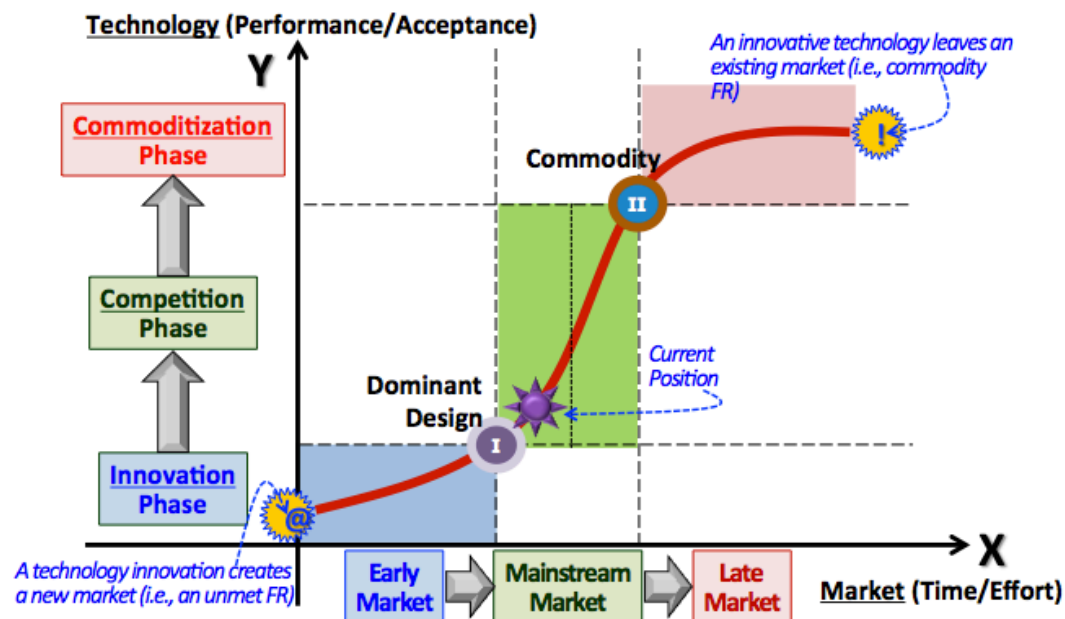 Technology (Performance/Acceptance)
Y
An innovative technology leaves an
existing market (i.e., commodity
FR)
!
Commoditization
Phase
Commodity
II
Competition
Phase
Current
Position
Dominant
Design
I
Innovation
Phase
@
X
A technology innovation creates
a new market (i.e., an unmet FR)
Early
Market
Mainstream
Market
Late
Market
Market (Time/Effort)